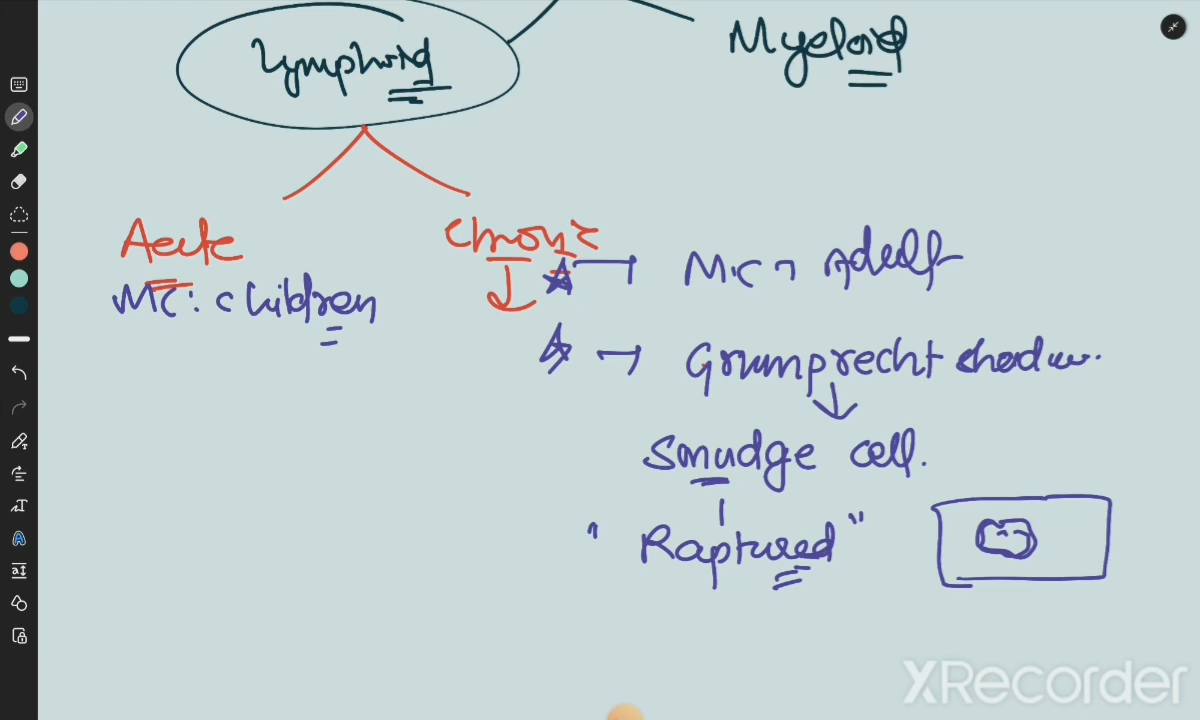 Lymphoid
Myeloid
Acute
Chronic
MC: children
MC → Adult
Grumprecht shadow.
Smudge cell.
"Raptured"
XRecorder